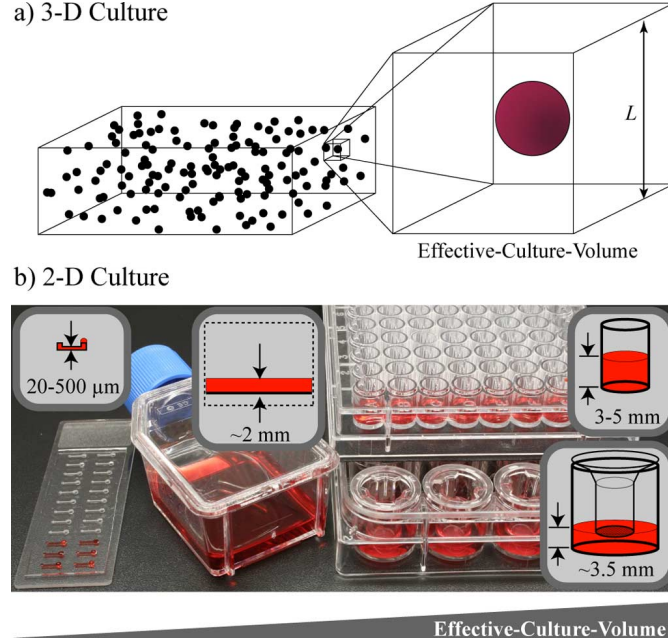 a) 3-D Culture
L
Effective-Culture-Volume
b) 2-D Culture
20-500 μm
~2 mm
3-5 mm
~3.5 mm
Effective-Culture-Volume